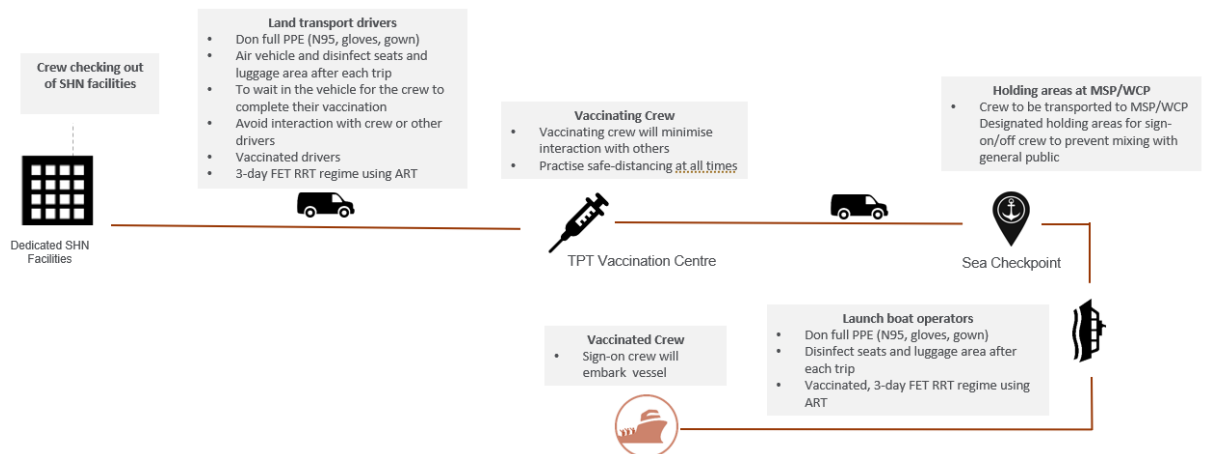 Crew checking out
of SHN facilities
Dedicated SHN
Facilities
Land transport drivers
• Don full PPE (N95, gloves, gown)
• Air vehicle and disinfect seats and
luggage area after each trip
• To wait in the vehicle for the crew to
complete their vaccination
• Avoid interaction with crew or other
drivers
• Vaccinated drivers
• 3-day FET RRT regime using ART
Vaccinating Crew
• Vaccinating crew will minimise
interaction with others
• Practise safe-distancing at all times
TPT Vaccination Centre
Holding areas at MSP/WCP
• Crew to be transported to MSP/WCP
Designated holding areas for sign-
on/off crew to prevent mixing with
general public
Sea Checkpoint
Launch boat operators
• Don full PPE (N95, gloves, gown)
• Disinfect seats and luggage area after
each trip
• Vaccinated, 3-day FET RRT regime using
ART
Vaccinated Crew
• Sign-on crew will
embark vessel